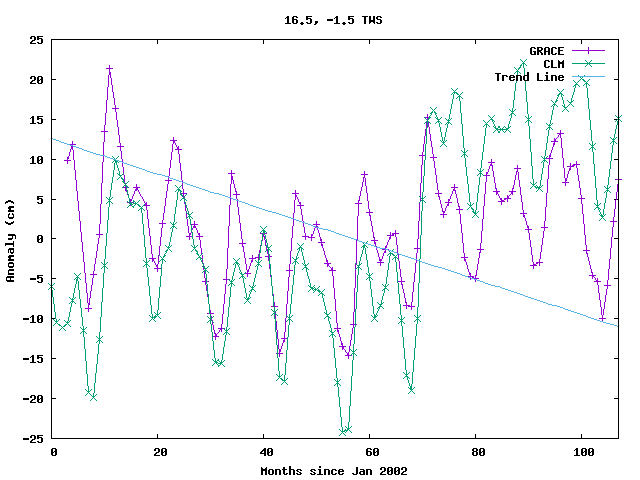 16.5, -1.5 TWS
GRACE
CLM
Trend Line
25
20
15
10
5
0
-5
-10
-15
-20
-25
Anomaly (cm)
0 20 40 60 80 100
Months since Jan 2002